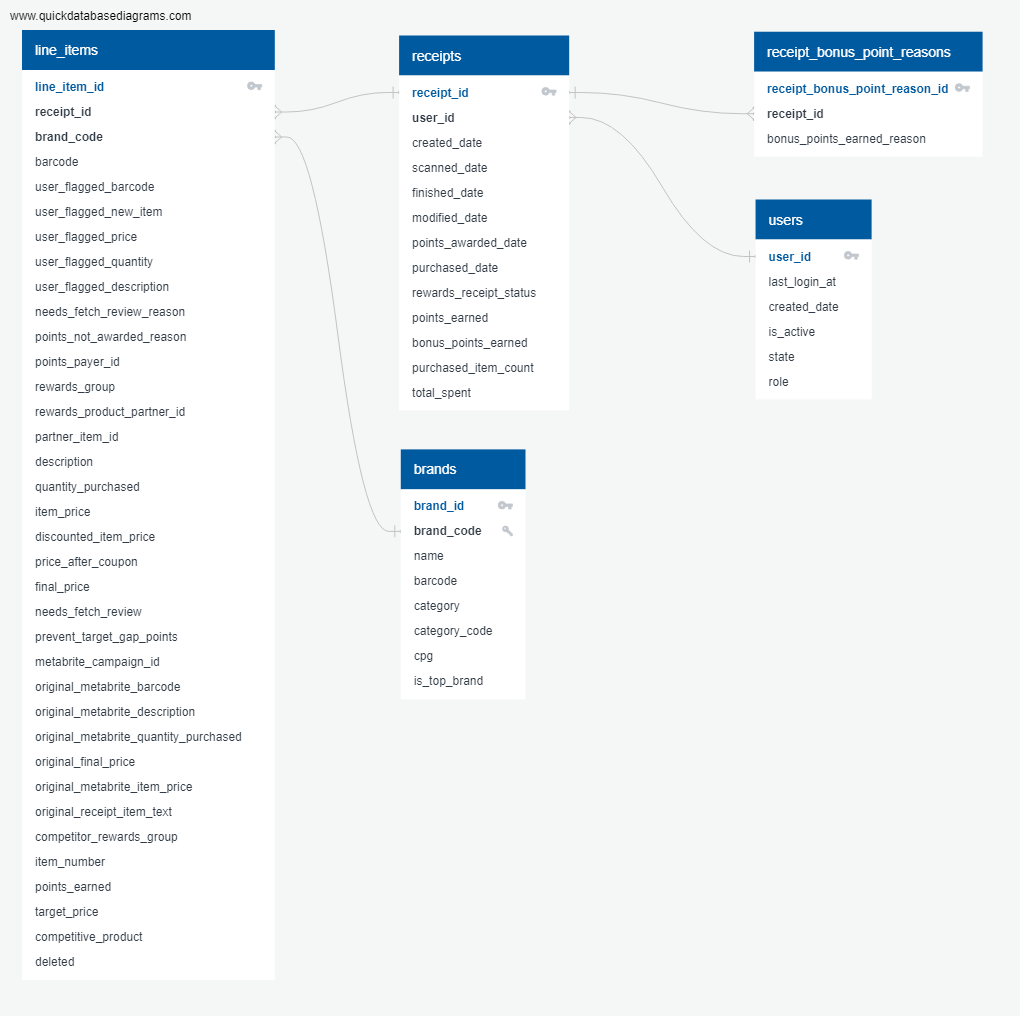 www.quickdatabasediagrams.com
line_items
line_item_id
receipt_id
brand_code
barcode
user_flagged_barcode
user_flagged_new_item
user_flagged_price
user_flagged_quantity
user_flagged_description
needs_fetch_review_reason
points_not_awarded_reason
points_payer_id
rewards_group
rewards_product_partner_id
partner_item_id
description
quantity_purchased
item_price
discounted_item_price
price_after_coupon
final_price
needs_fetch_review
prevent_target_gap_points
metabrite_campaign_id
original_metabrite_barcode
original_metabrite_description
original_metabrite_quantity_purchased
original_final_price
original_metabrite_item_price
original_receipt_item_text
competitor_rewards_group
item_number
points_earned
target_price
competitive_product
deleted
receipts
receipt_id
user_id
created_date
scanned_date
finished_date
modified_date
points_awarded_date
purchased_date
rewards_receipt_status
points_earned
bonus_points_earned
purchased_item_count
total_spent
brands
brand_id
brand_code
name
barcode
category
category_code
cpg
is_top_brand
receipt_bonus_point_reasons
receipt_bonus_point_reason_id
receipt_id
bonus_points_earned_reason
users
user_id
last_login_at
created_date
is_active
state
role